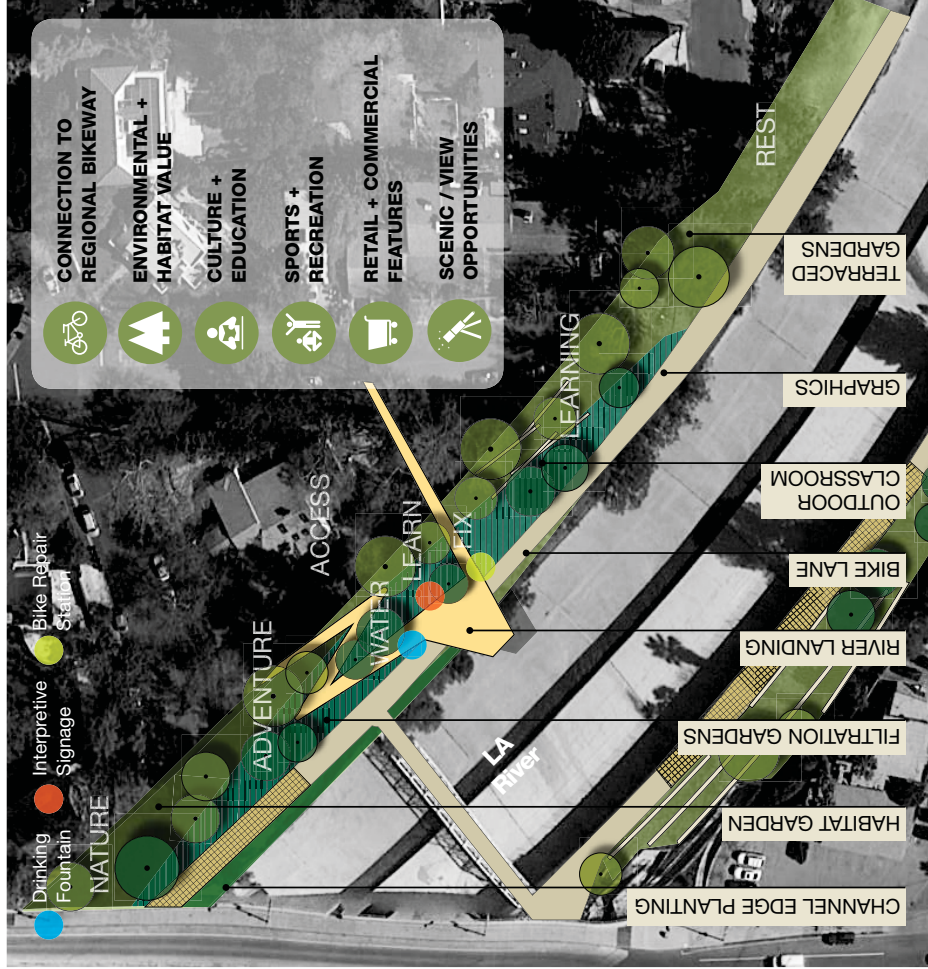 CONNECTION TO
REGIONAL BIKEWAY
ENVIRONMENTAL +
HABITAT VALUE
CULTURE +
EDUCATION
SPORTS +
RECREATION
RETAIL + COMMERCIAL
FEATURES
SCENIC / VIEW
OPPORTUNITIES
Drinking
Fountain
Interpretive
Signage
Bike Repair
Station
NATURE
ADVENTURE
ACCESS
WATER
LEARN
FIX
LEARNING
REST
LA
River
CHANNEL EDGE PLANTING
HABITAT GARDEN
FILTRATION GARDENS
RIVER LANDING
BIKE LANE
OUTDOOR
CLASSROOM
GRAPHICS
TERRACED
GARDENS